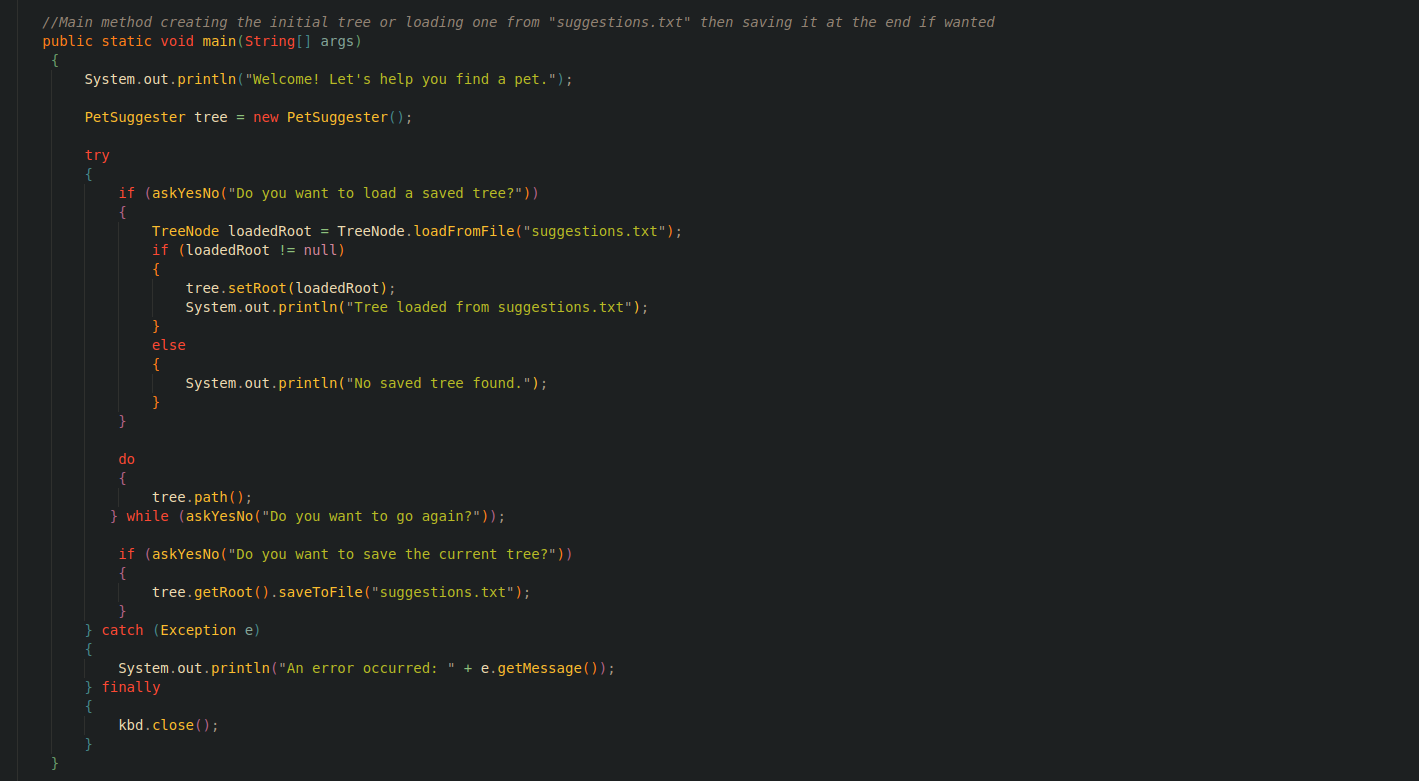 //Main method creating the initial tree or loading one from "suggestions.txt" then saving it at the end if wanted
public static void main(String[] args)
{
System.out.println("Welcome! Let's help you find a pet.");
PetSuggester tree = new PetSuggester();
try
{
if (askYesNo("Do you want to load a saved tree?"))
{
TreeNode loadedRoot = TreeNode.loadFromFile("suggestions.txt");
if (loadedRoot != null)
{
tree.setRoot(loadedRoot);
System.out.println("Tree loaded from suggestions.txt");
}
else
{
System.out.println("No saved tree found.");
}
}
do
{
tree.path();
} while (askYesNo("Do you want to go again?"));
if (askYesNo("Do you want to save the current tree?"))
{
tree.getRoot().saveToFile("suggestions.txt");
}
} catch (Exception e)
{
System.out.println("An error occurred: " + e.getMessage());
} finally
{
kbd.close();
}
}